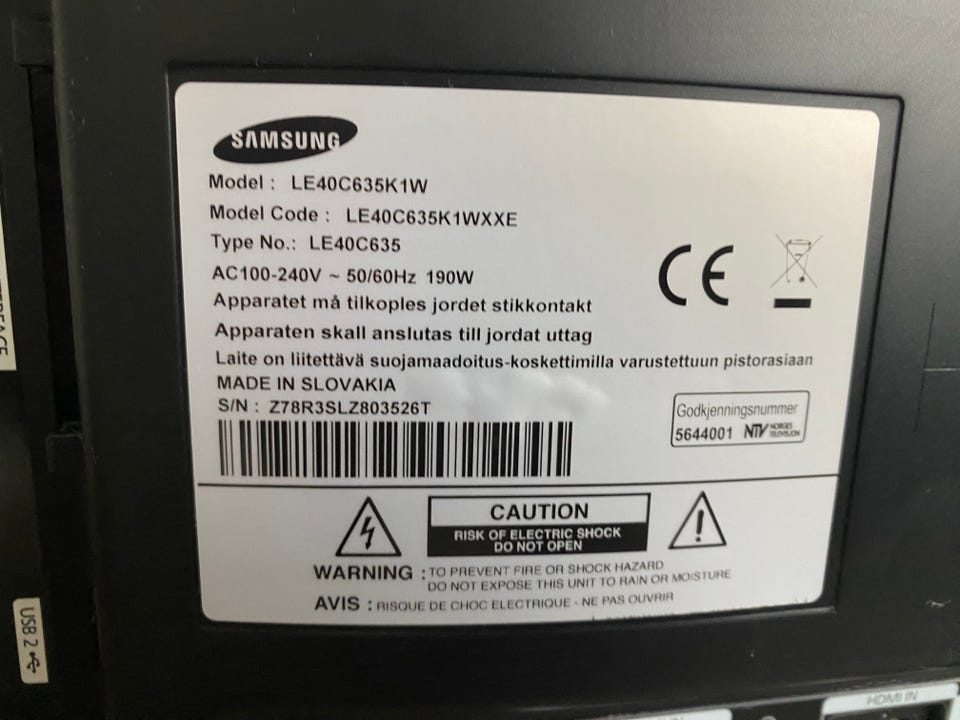 SAMSUNG
Model : LE40C635K1W
Model Code : LE40C635K1WXXE
Type No.: LE40C635
AC100-240V ~ 50/60Hz 190W
Apparatet må tilkoples jordet stikkontakt
Apparaten skall anslutas till jordat uttag
Laite on liitettävä suojamaadoitus-koskettimilla varustettuun pistorasiaan
MADE IN SLOVAKIA
S/N : Z78R3SLZ803526T
CE
Godkjenningsnummer
5644001 NTV NORGES TELEVISJON
CAUTION
RISK OF ELECTRIC SHOCK
DO NOT OPEN
WARNING : TO PREVENT FIRE OR SHOCK HAZARD
DO NOT EXPOSE THIS UNIT TO RAIN OR MOISTURE
AVIS : RISQUE DE CHOC ELECTRIQUE - NE PAS OUVRIR
USB 2
HDMI IN